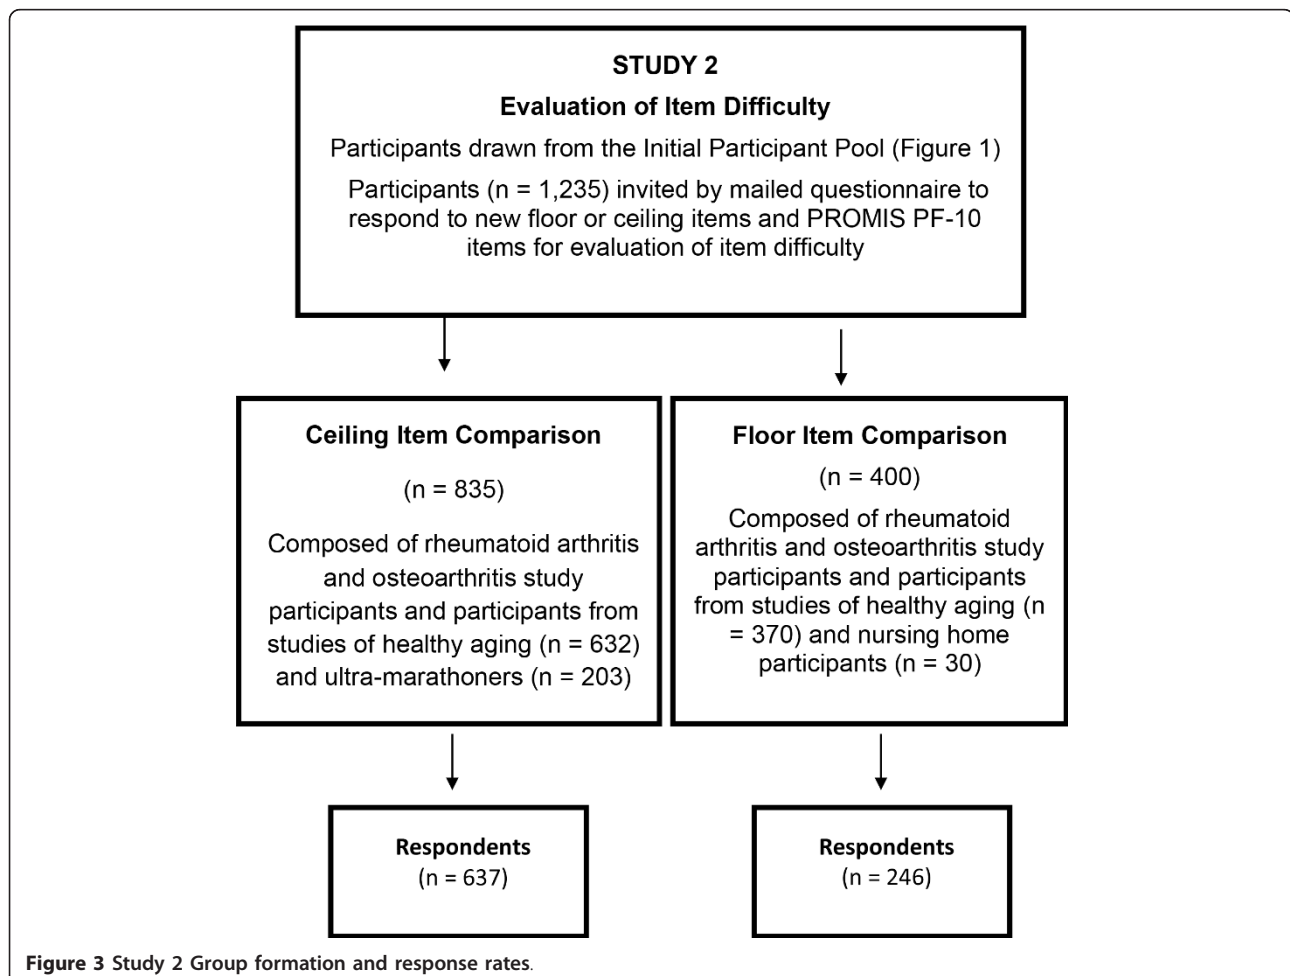 STUDY 2
Evaluation of Item Difficulty
Participants drawn from the Initial Participant Pool (Figure 1)
Participants (n = 1,235) invited by mailed questionnaire to
respond to new floor or ceiling items and PROMIS PF-10
items for evaluation of item difficulty
Ceiling Item Comparison
(n = 835)
Composed of rheumatoid arthritis
and osteoarthritis study
participants and participants from
studies of healthy aging (n = 632)
and ultra-marathoners (n = 203)
Floor Item Comparison
(n = 400)
Composed of rheumatoid
arthritis and osteoarthritis study
participants and participants
from studies of healthy aging (n
= 370) and nursing home
participants (n = 30)
Respondents
(n = 637)
Respondents
(n = 246)
Figure 3 Study 2 Group formation and response rates.